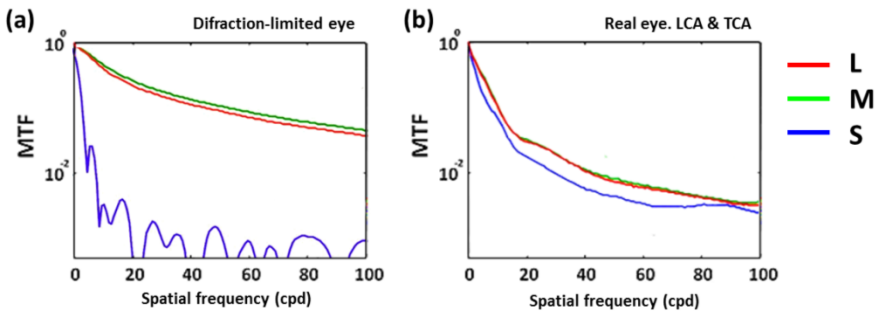 (a)
Difraction-limited eye
10^0
10^-2
MTF
0 20 40 60 80 100
Spatial frequency (cpd)
(b)
Real eye. LCA & TCA
10^0
10^-2
MTF
0 20 40 60 80 100
Spatial frequency (cpd)
L
M
S